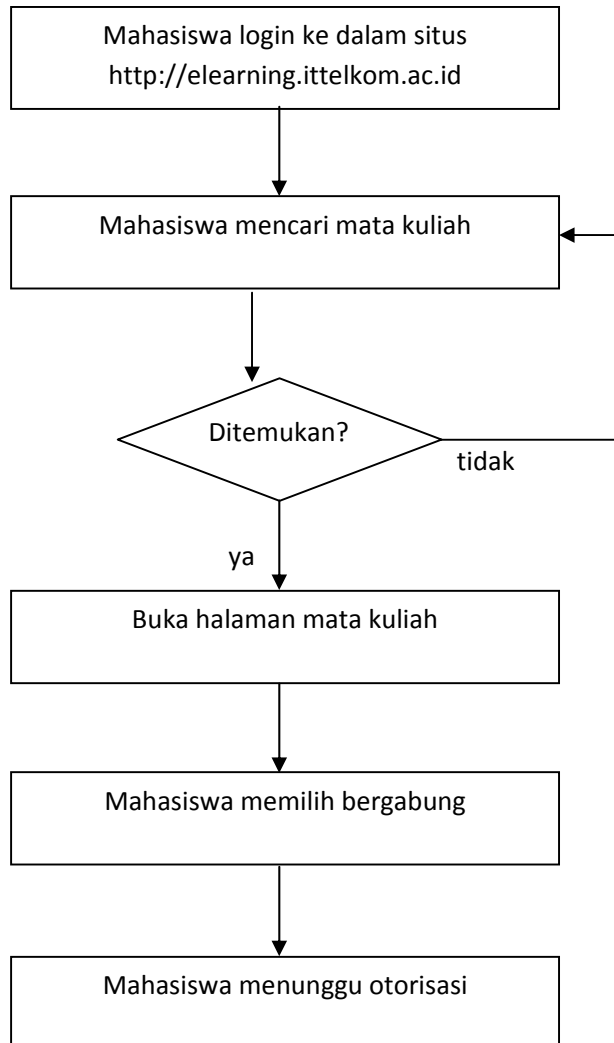 Mahasiswa login ke dalam situs
http://elearning.ittelkom.ac.id
Mahasiswa mencari mata kuliah
Ditemukan?
tidak
ya
Buka halaman mata kuliah
Mahasiswa memilih bergabung
Mahasiswa menunggu otorisasi